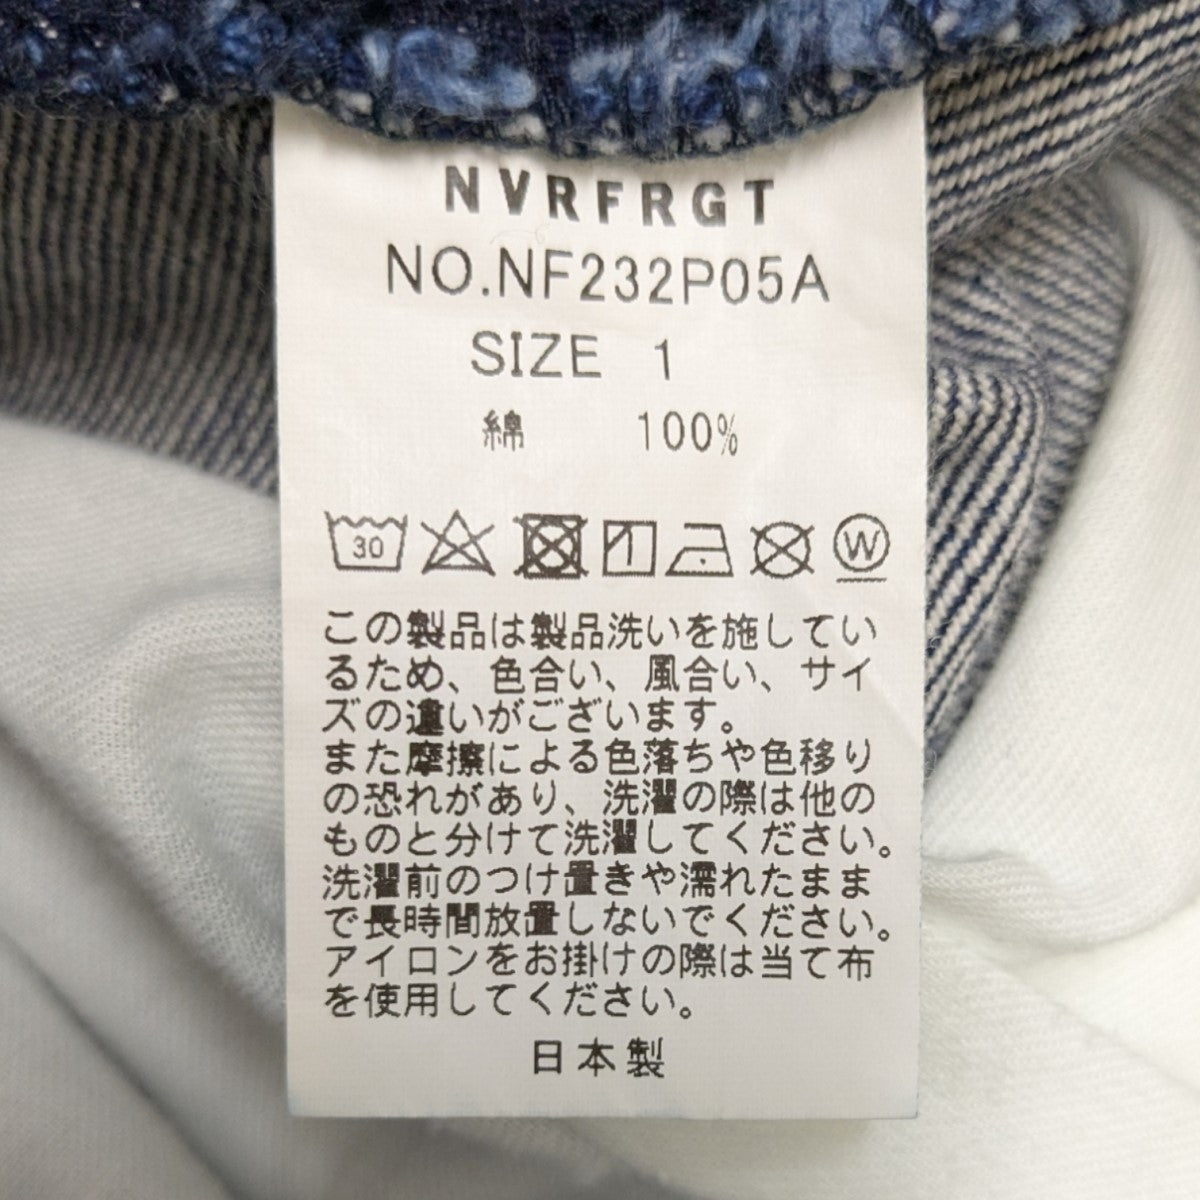 NVRFRGT
NO.NF232P05A
SIZE 1
綿 100%
30
W
この製品は製品洗いを施してい
るため、色合い、風合い、サイ
ズの違いがございます。
また摩擦による色落ちや色移り
の恐れがあり、洗濯の際は他の
ものと分けて洗濯してください。
洗濯前のつけ置きや濡れたまま
で長時間放置しないでください。
アイロンをお掛けの際は当て布
を使用してください。
日本製